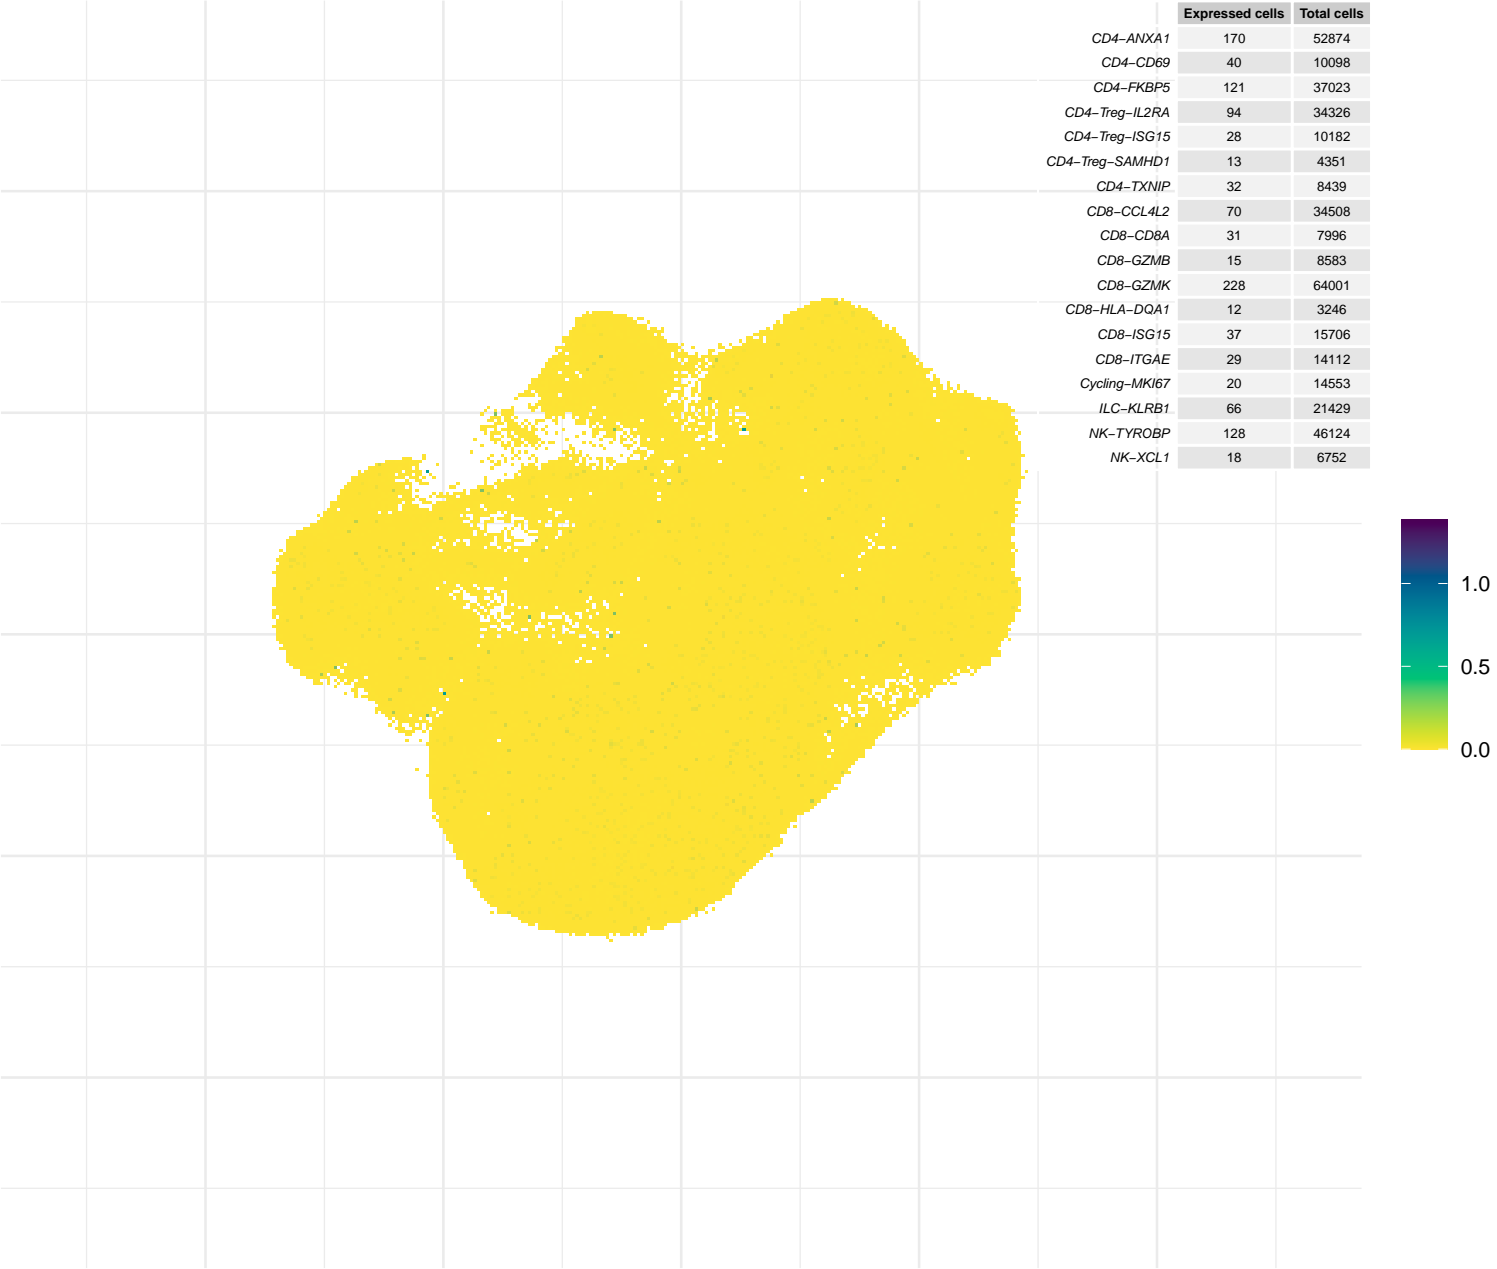 Expressed cells Total cells
CD4−ANXA1 170 52874
CD4−CD69 40 10098
CD4−FKBP5 121 37023
CD4−Treg−IL2RA 94 34326
CD4−Treg−ISG15 28 10182
CD4−Treg−SAMHD1 13 4351
CD4−TXNIP 32 8439
CD8−CCL4L2 70 34508
CD8−CD8A 31 7996
CD8−GZMB 15 8583
CD8−GZMK 228 64001
CD8−HLA−DQA1 12 3246
CD8−ISG15 37 15706
CD8−ITGAE 29 14112
Cycling−MKI67 20 14553
ILC−KLRB1 66 21429
NK−TYROBP 128 46124
NK−XCL1 18 6752
1.0
0.5
0.0